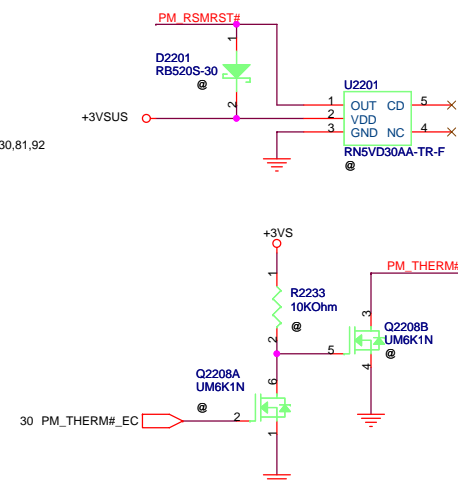 PM_RSMRST#
1
D2201
RB520S-30
@
2
+3VSUS
U2201
1 OUT CD 5
2 VDD
3 GND NC 4
RN5VD30AA-TR-F
@
30,81,92
+3VS
1
R2233
10KOhm
@
2
PM_THERM#
3
Q2208B
UM6K1N
@
5
4
Q2208A
UM6K1N
@
6
30 PM_THERM#_EC
2
1